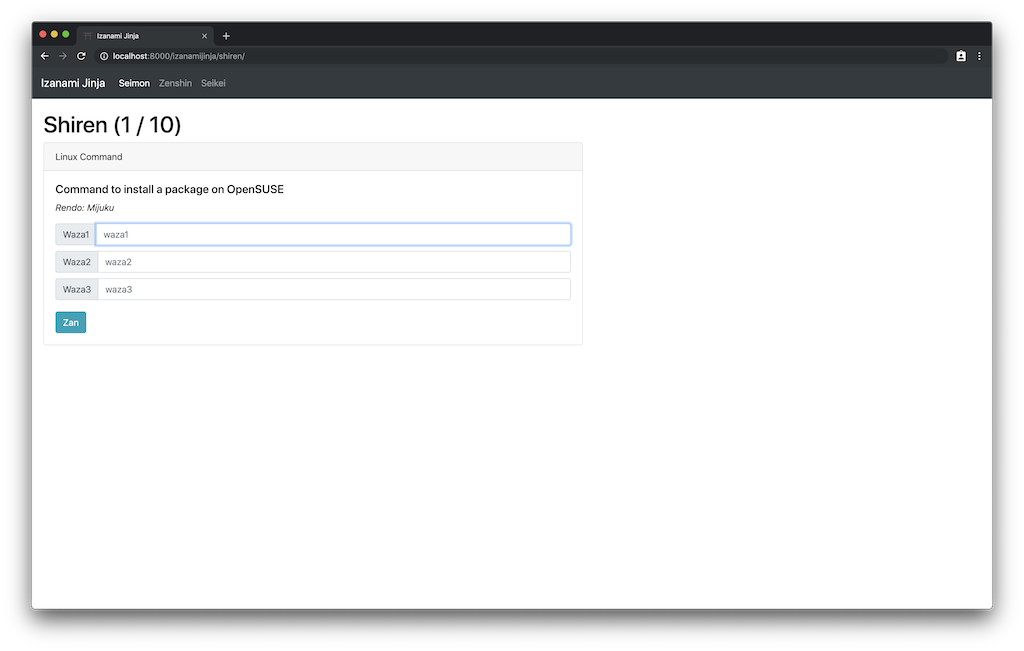 Izanami Jinja
localhost:8000/izanamijinja/shiren/
Izanami Jinja Seimon Zenshin Seikei
Shiren (1 / 10)
Linux Command
Command to install a package on OpenSUSE
Rendo: Mijuku
Waza1 waza1
Waza2 waza2
Waza3 waza3
Zan